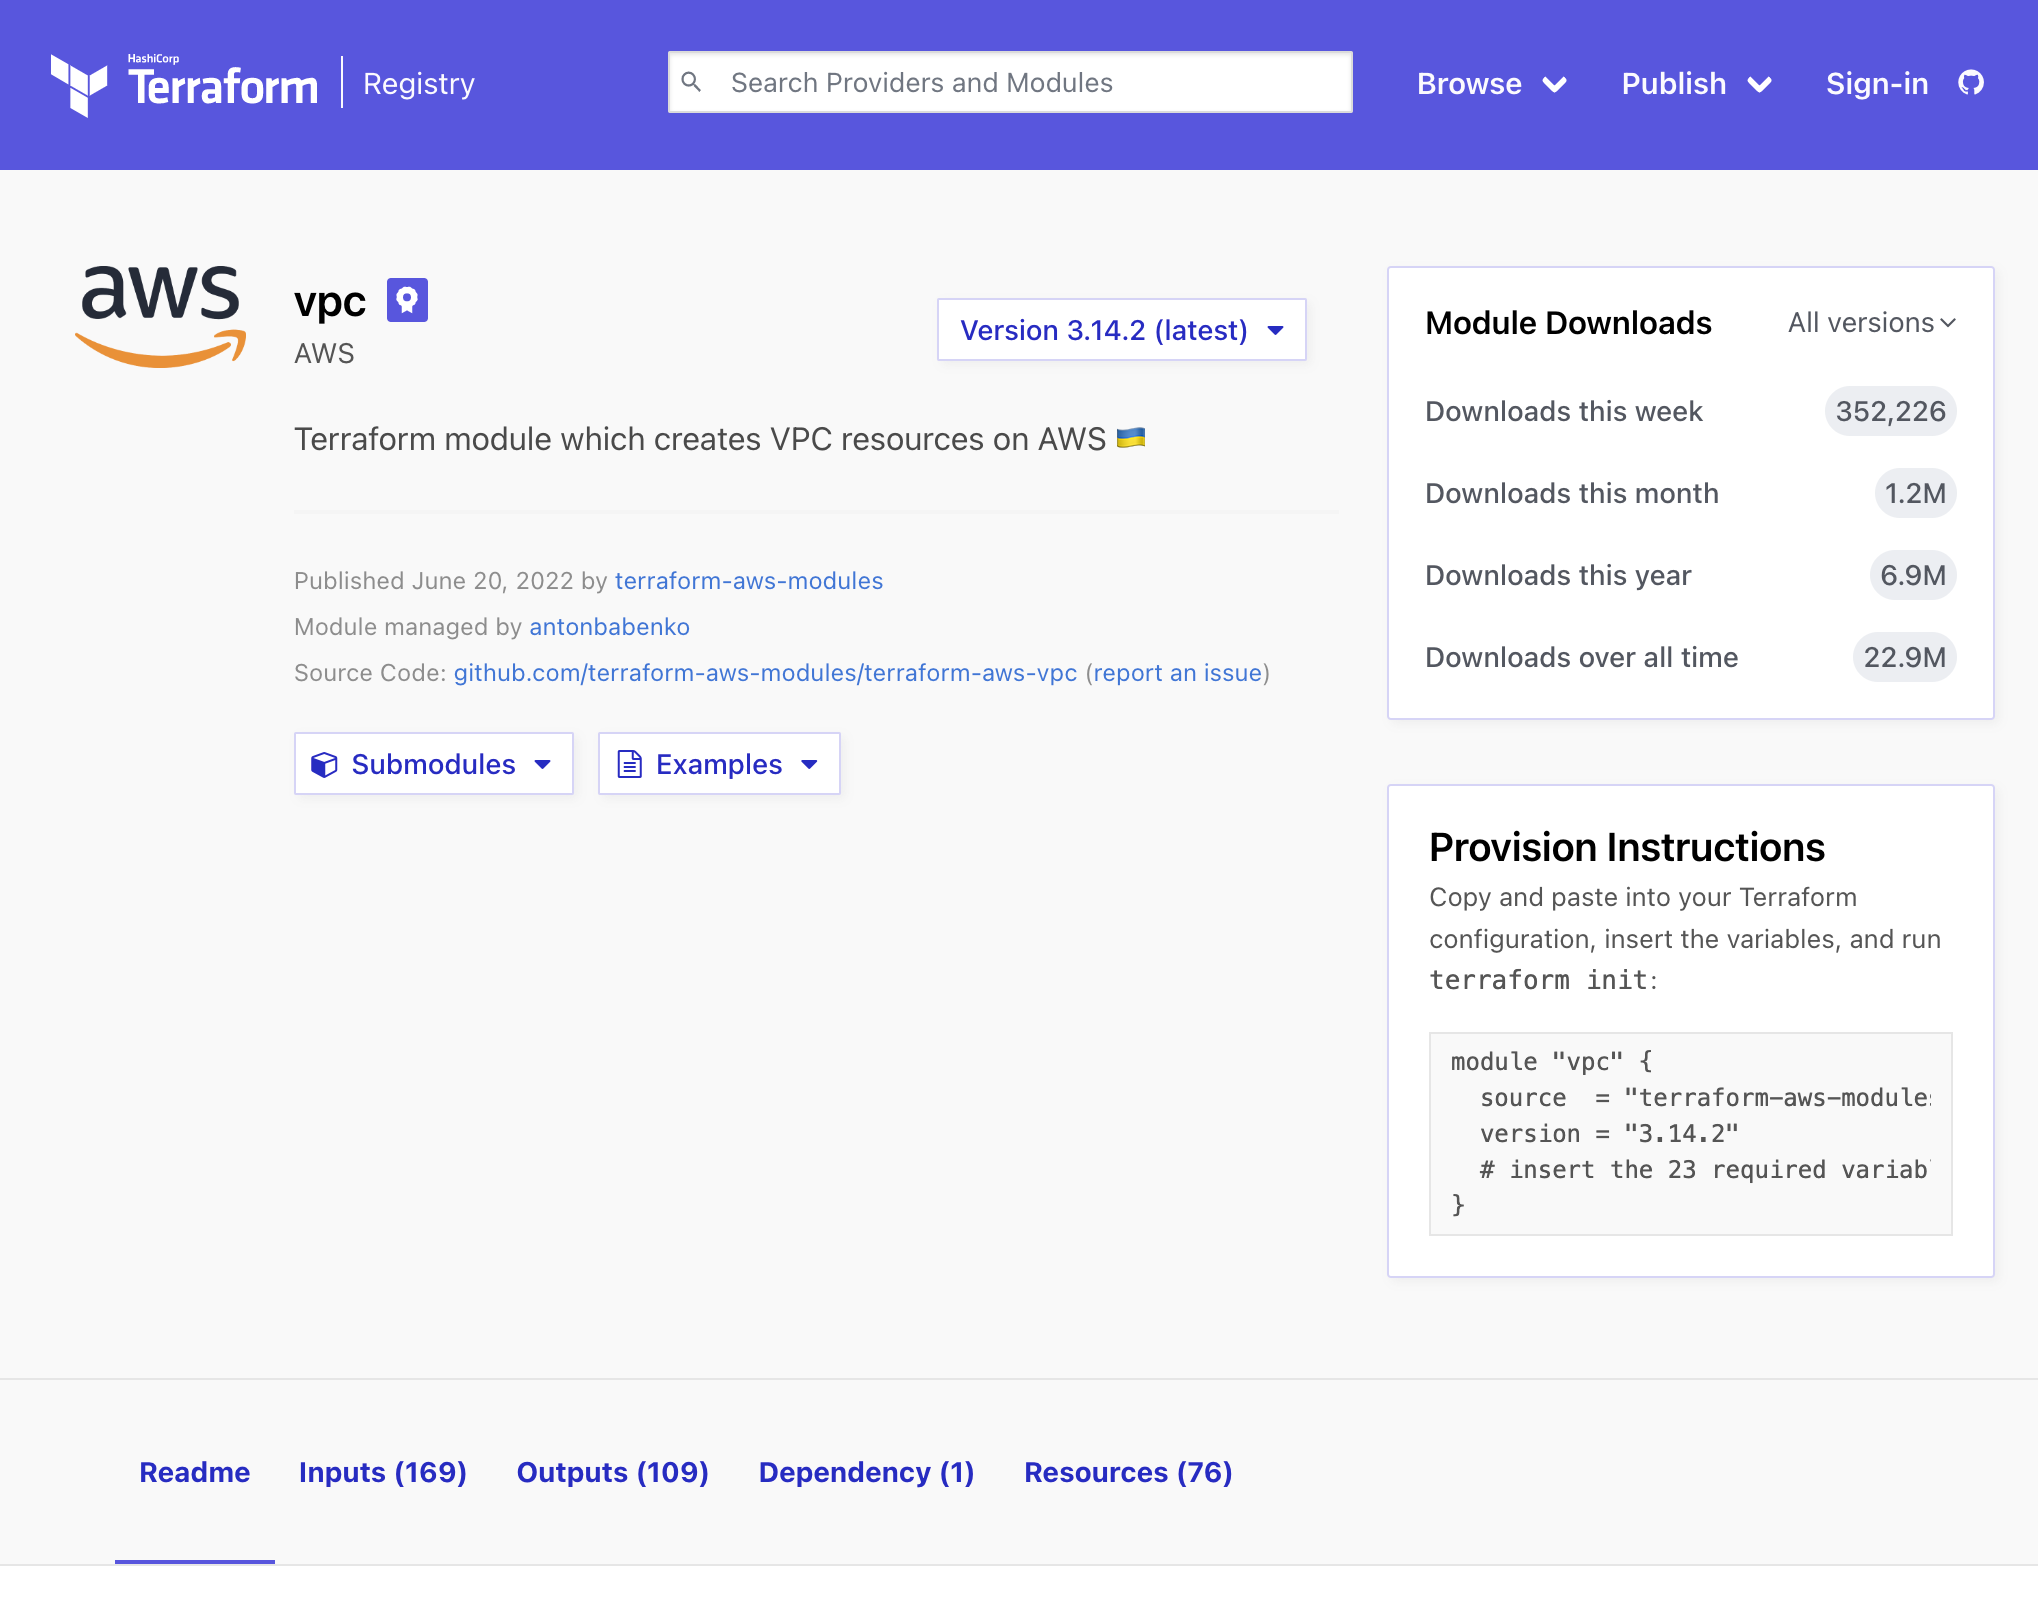 HashiCorp
Terraform
Registry
Search Providers and Modules
Browse
Publish
Sign-in
aws
vpc
AWS
Version 3.14.2 (latest)
Terraform module which creates VPC resources on AWS 🇺🇦
Published June 20, 2022 by terraform-aws-modules
Module managed by antonbabenko
Source Code: github.com/terraform-aws-modules/terraform-aws-vpc (report an issue)
Submodules
Examples
Module Downloads
All versions
Downloads this week 352,226
Downloads this month 1.2M
Downloads this year 6.9M
Downloads over all time 22.9M
Provision Instructions
Copy and paste into your Terraform
configuration, insert the variables, and run
terraform init:
module "vpc" {
  source  = "terraform-aws-modules
  version = "3.14.2"
  # insert the 23 required variab
}
Readme
Inputs (169)
Outputs (109)
Dependency (1)
Resources (76)